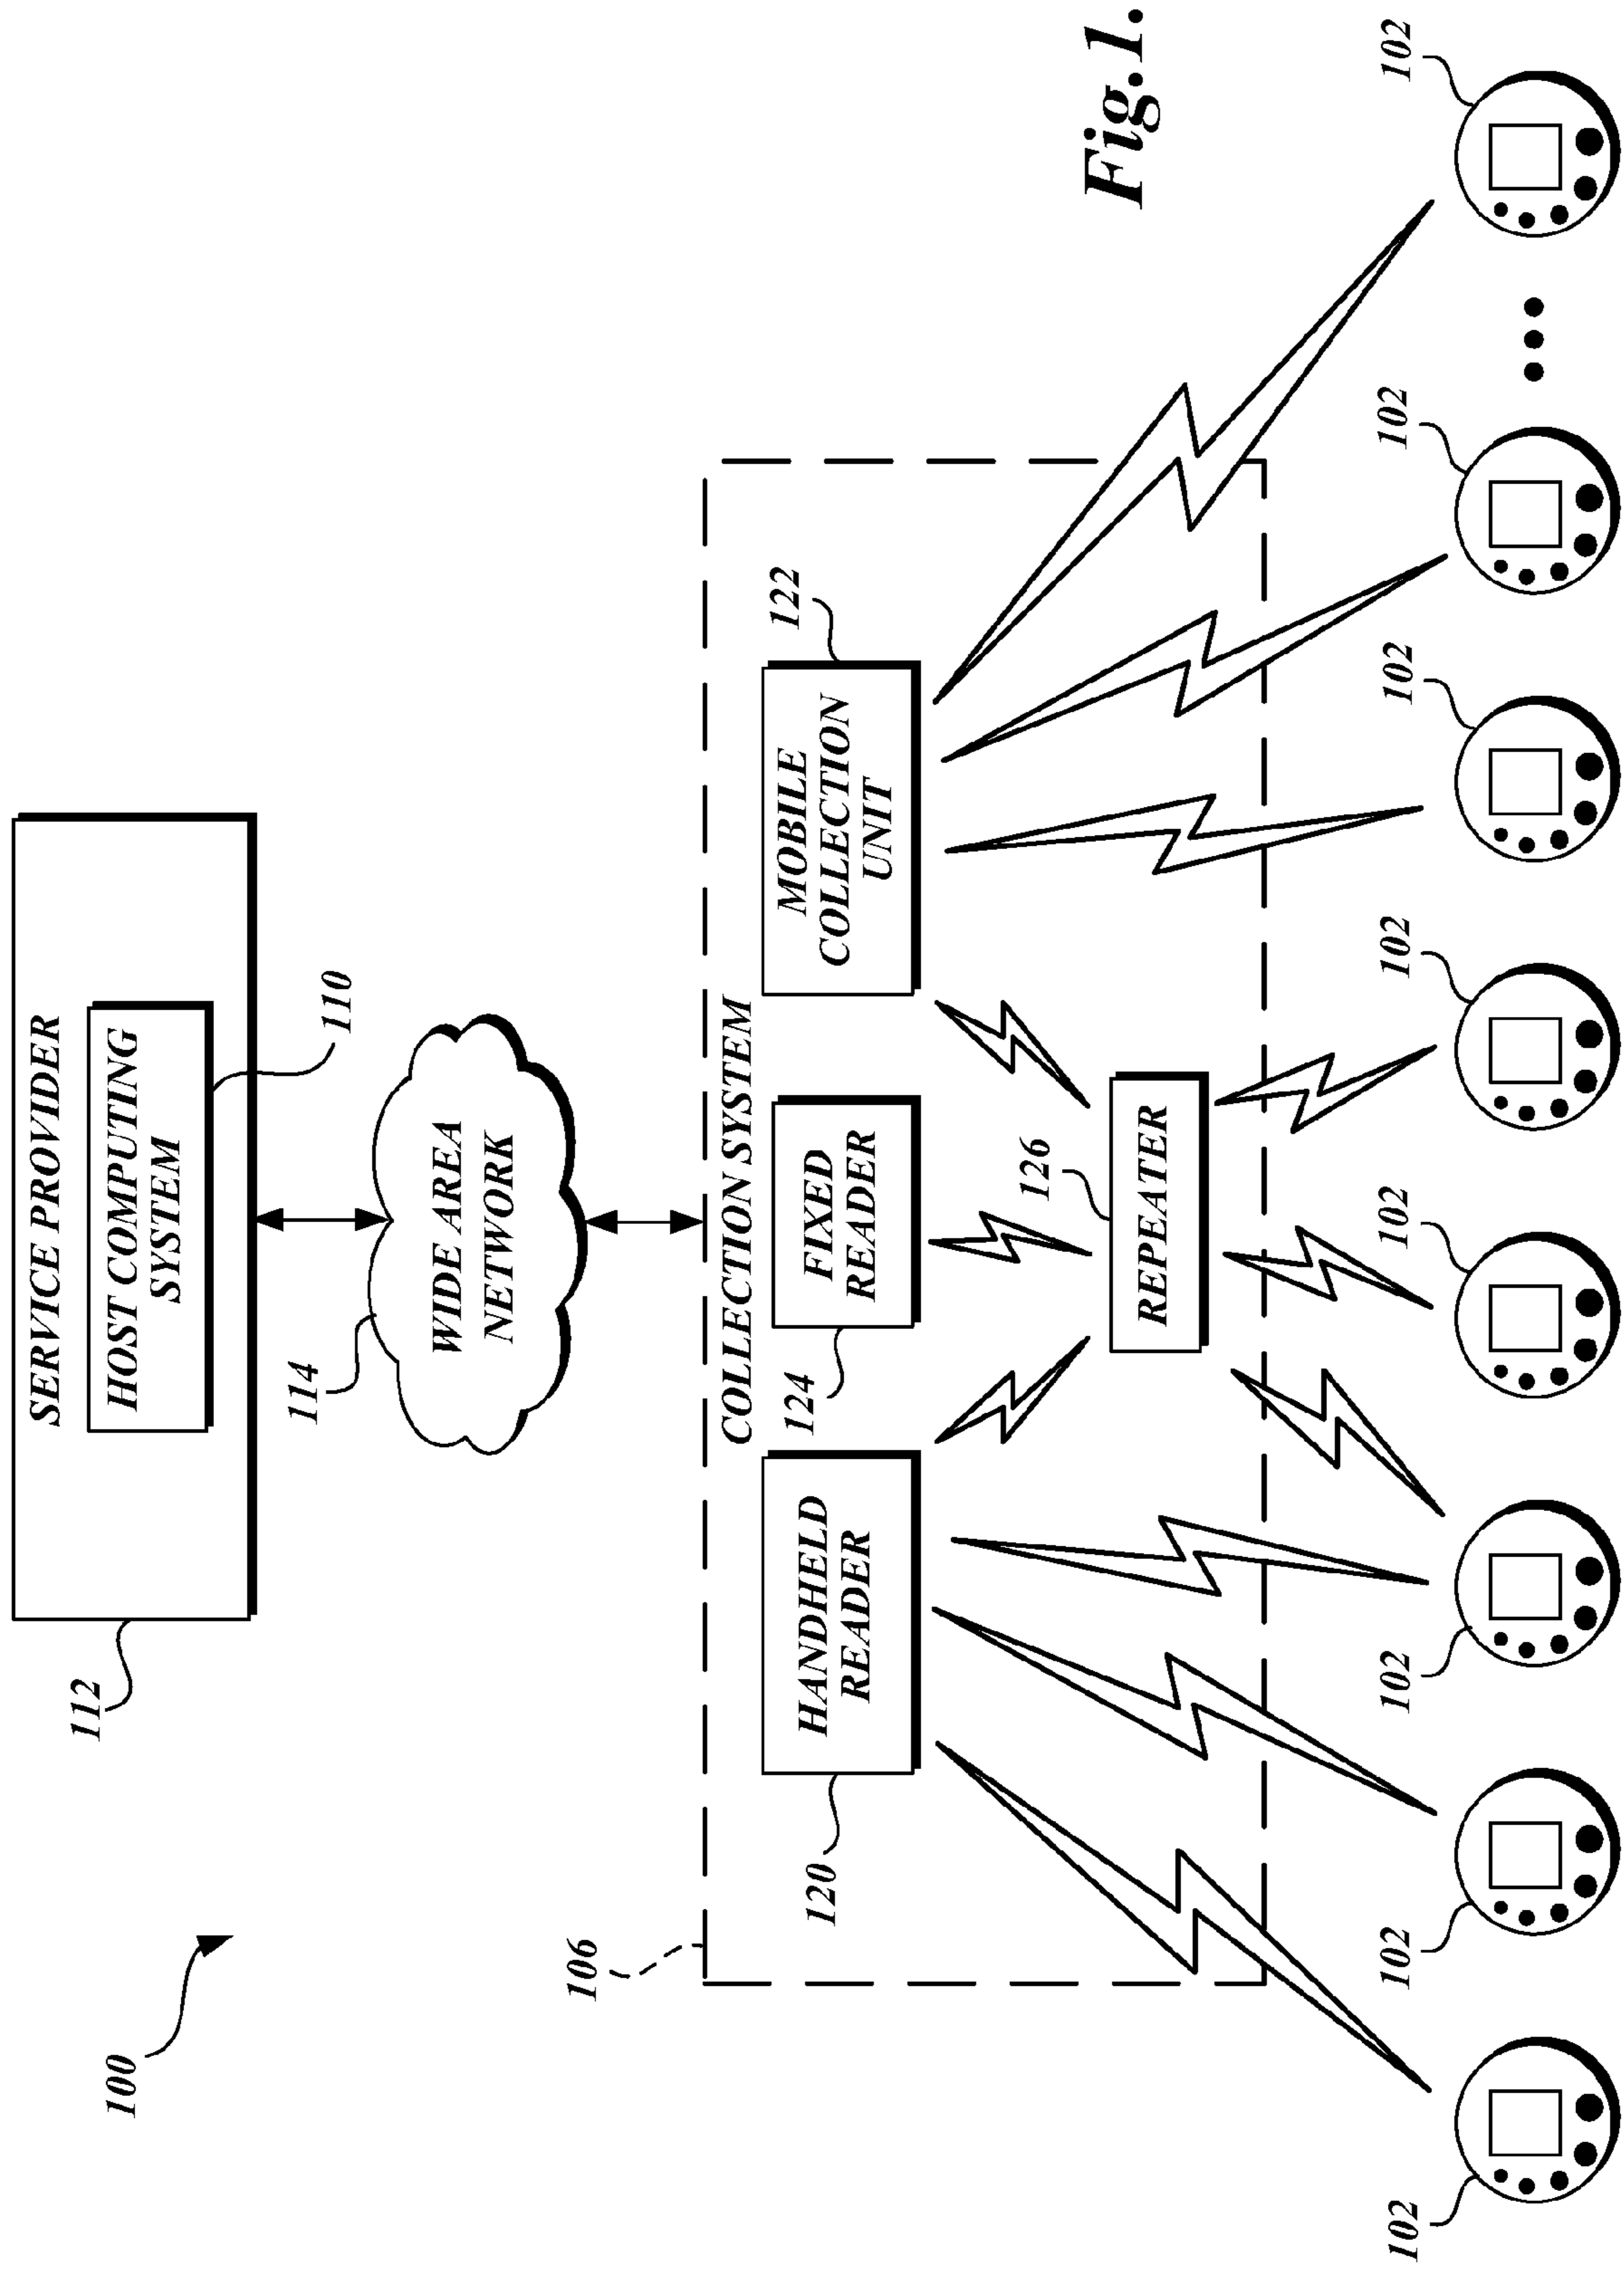 100
112
SERVICE PROVIDER
HOST COMPUTING
SYSTEM
110
114
WIDE AREA
NETWORK
106
COLLECTION SYSTEM
120
HANDHELD
READER
124
FIXED
READER
MOBILE
COLLECTION
UNIT
122
126
REPEATER
Fig.1.
102
102
102
102
102
102
102
102